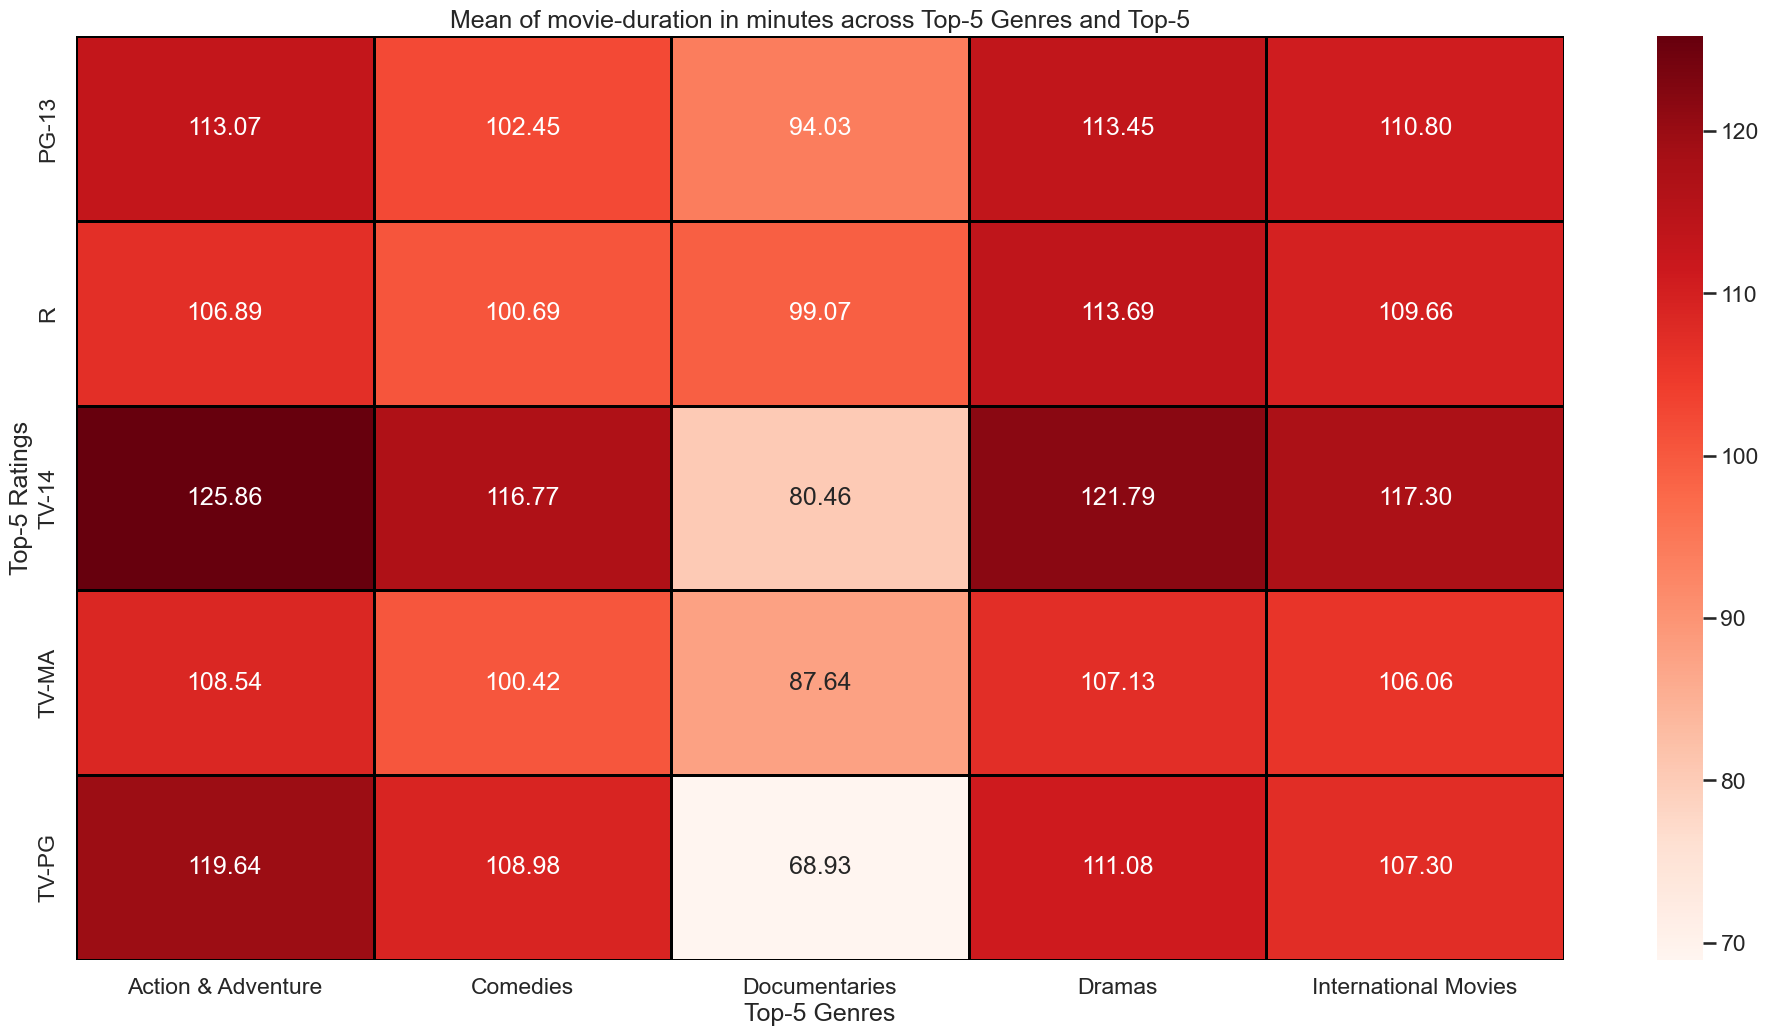 Mean of movie-duration in minutes across Top-5 Genres and Top-5
Top-5 Ratings
PG-13
113.07 102.45 94.03 113.45 110.80
R
106.89 100.69 99.07 113.69 109.66
TV-14
125.86 116.77 80.46 121.79 117.30
TV-MA
108.54 100.42 87.64 107.13 106.06
TV-PG
119.64 108.98 68.93 111.08 107.30
Action & Adventure Comedies Documentaries Dramas International Movies
Top-5 Genres
120
110
100
90
80
70